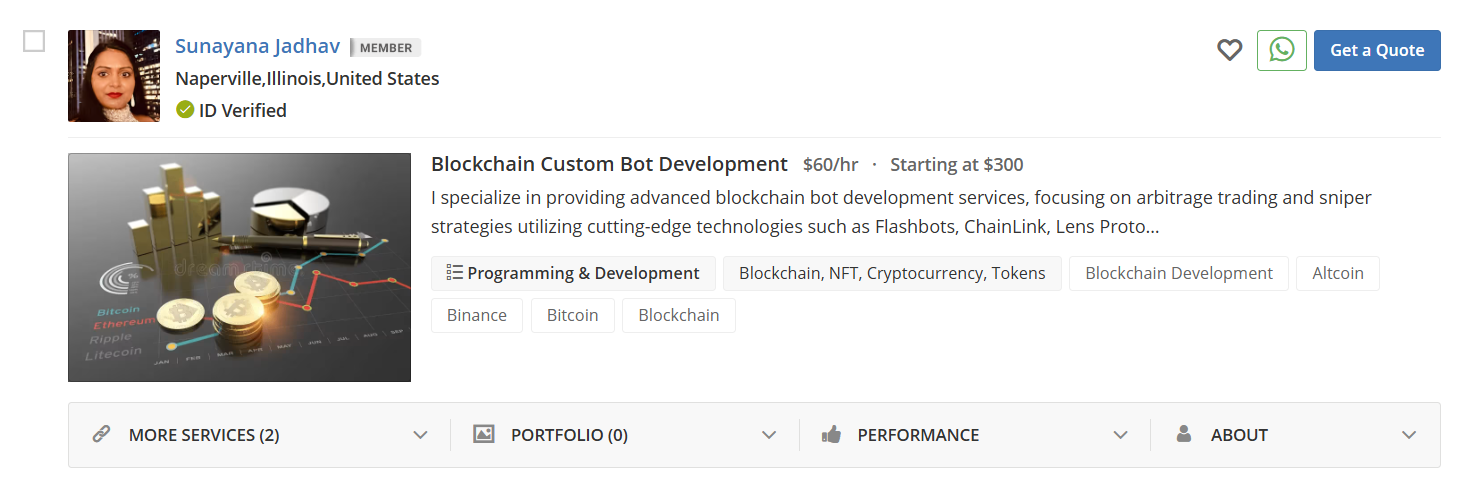 Sunayana Jadhav MEMBER
Naperville,Illinois,United States
ID Verified
Get a Quote
Blockchain Custom Bot Development $60/hr · Starting at $300
I specialize in providing advanced blockchain bot development services, focusing on arbitrage trading and sniper
strategies utilizing cutting-edge technologies such as Flashbots, ChainLink, Lens Proto...
Programming & Development Blockchain, NFT, Cryptocurrency, Tokens Blockchain Development Altcoin
Binance Bitcoin Blockchain
dreamstime
Bitcoin
Ethereum
Ripple
Litecoin
JAN | FEB | MAR | APR | MAY | JUN | JUL | AUG | SEP
MORE SERVICES (2) PORTFOLIO (0) PERFORMANCE ABOUT